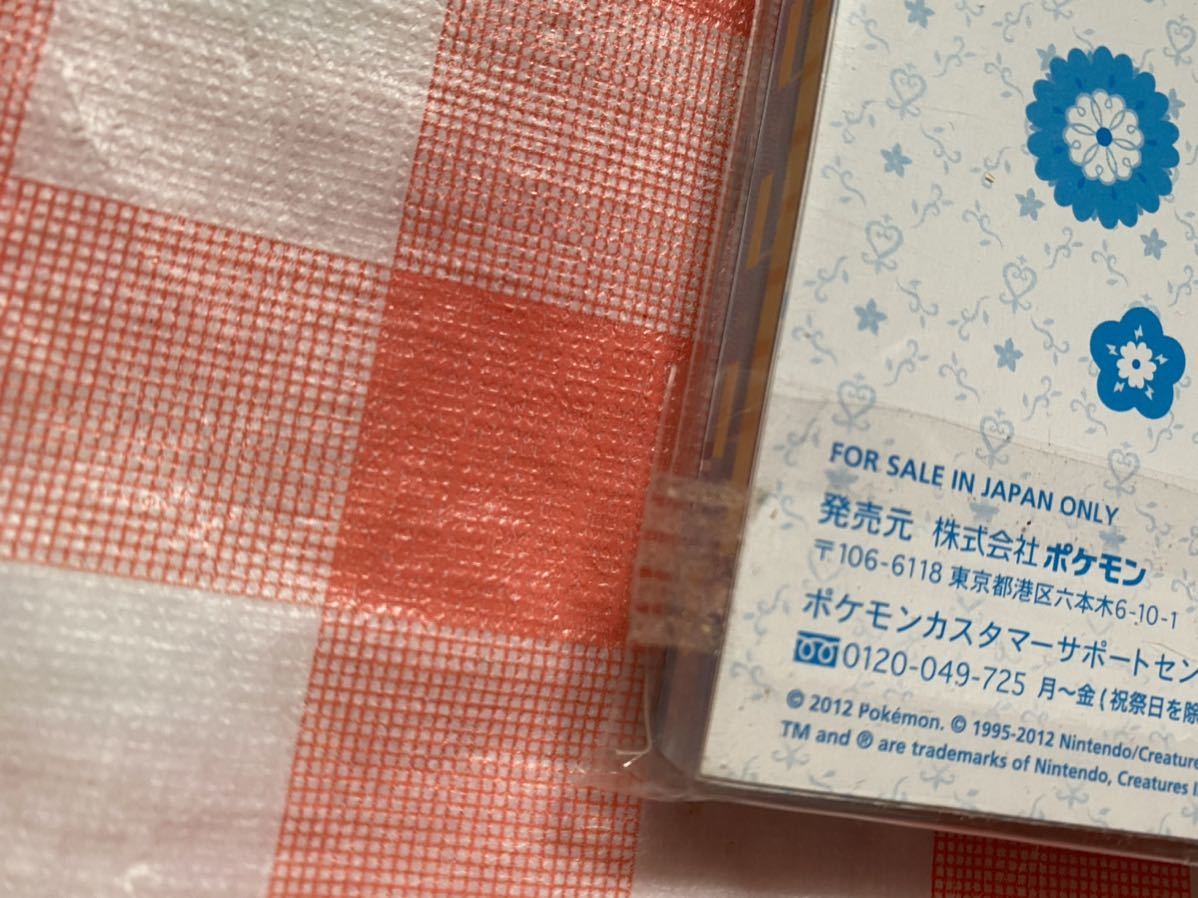 FOR SALE IN JAPAN ONLY
発売元 株式会社ポケモン
〒106-6118 東京都港区六本木6-10-1
ポケモンカスタマーサポートセン
0120-049-725 月〜金(祝祭日を除
© 2012 Pokémon. © 1995-2012 Nintendo/Creature
TM and ® are trademarks of Nintendo, Creatures I